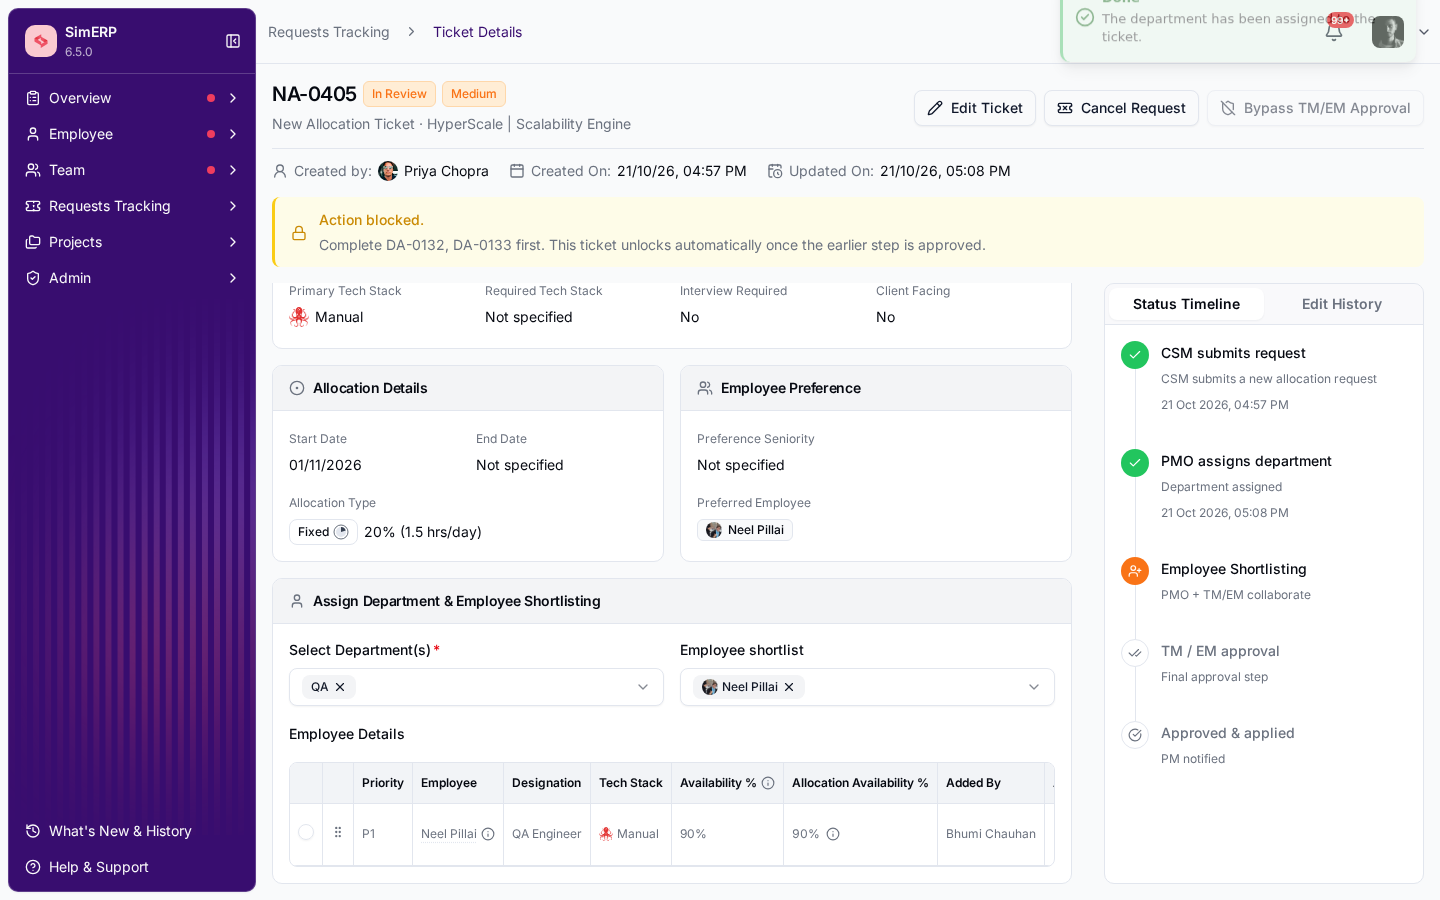 SimERP
6.5.0
Overview
Employee
Team
Requests Tracking
Projects
Admin
What's New & History
Help & Support
Requests Tracking
Ticket Details
Done
The department has been assigned to the
ticket.
99+
NA-0405
In Review
Medium
New Allocation Ticket · HyperScale | Scalability Engine
Edit Ticket
Cancel Request
Bypass TM/EM Approval
Created by: Priya Chopra
Created On: 21/10/26, 04:57 PM
Updated On: 21/10/26, 05:08 PM
Action blocked.
Complete DA-0132, DA-0133 first. This ticket unlocks automatically once the earlier step is approved.
Primary Tech Stack
Required Tech Stack
Interview Required
Client Facing
Manual
Not specified
No
No
Allocation Details
Start Date
End Date
01/11/2026
Not specified
Allocation Type
Fixed
20% (1.5 hrs/day)
Employee Preference
Preference Seniority
Not specified
Preferred Employee
Neel Pillai
Assign Department & Employee Shortlisting
Select Department(s)*
Employee shortlist
QA
Neel Pillai
Employee Details
Priority
Employee
Designation
Tech Stack
Availability %
Allocation Availability %
Added By
P1
Neel Pillai
QA Engineer
Manual
90%
90%
Bhumi Chauhan
Status Timeline
Edit History
CSM submits request
CSM submits a new allocation request
21 Oct 2026, 04:57 PM
PMO assigns department
Department assigned
21 Oct 2026, 05:08 PM
Employee Shortlisting
PMO + TM/EM collaborate
TM / EM approval
Final approval step
Approved & applied
PM notified